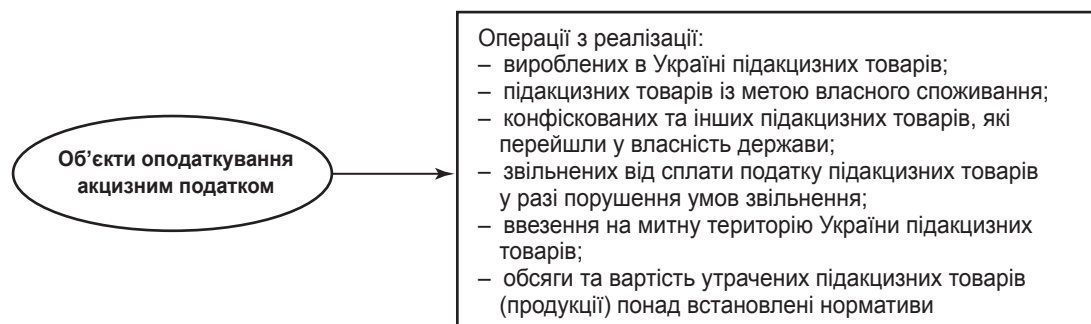 Об’єкти оподаткування
акцизним податком
Операції з реалізації:
– вироблених в Україні підакцизних товарів;
– підакцизних товарів із метою власного споживання;
– конфіскованих та інших підакцизних товарів, які
перейшли у власність держави;
– звільнених від сплати податку підакцизних товарів
у разі порушення умов звільнення;
– ввезення на митну територію України підакцизних
товарів;
– обсяги та вартість утрачених підакцизних товарів
(продукції) понад встановлені нормативи